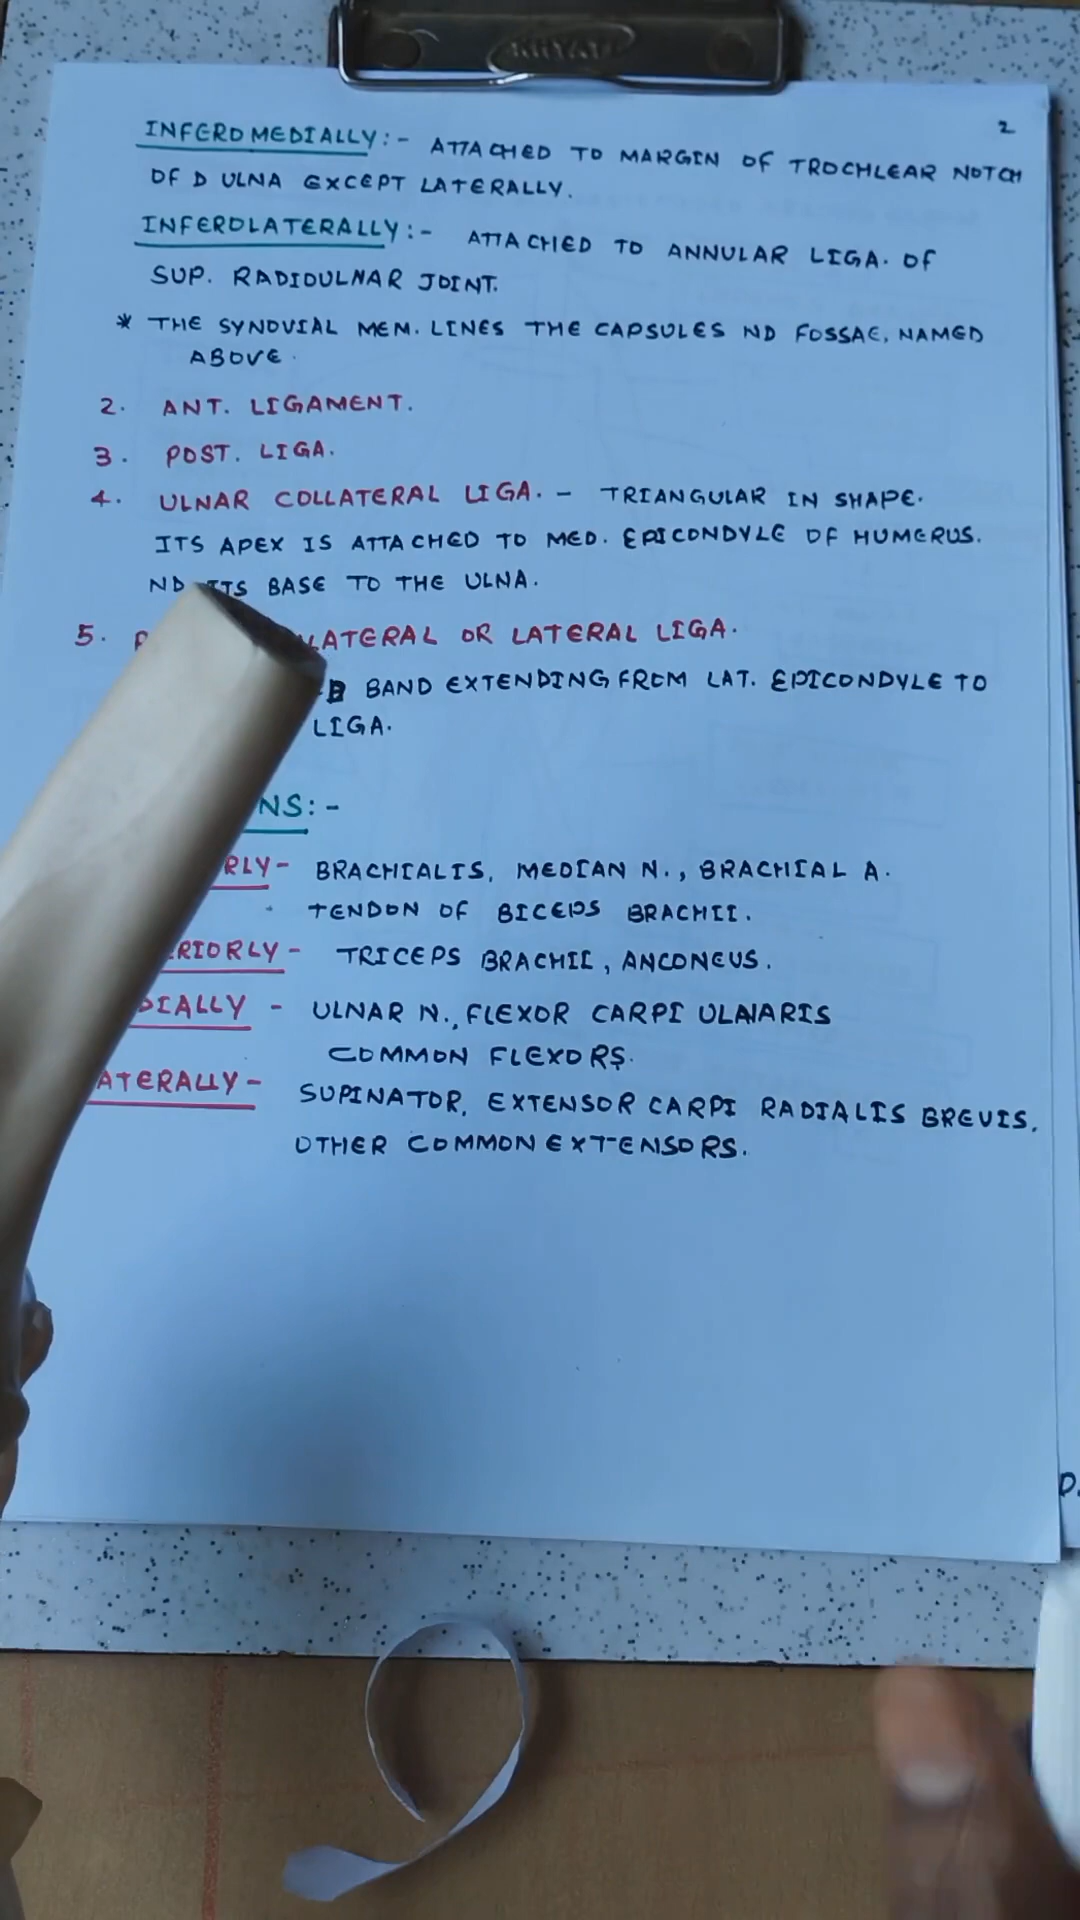 2
INFEROMEDIALLY:- ATTACHED TO MARGIN OF TROCHLEAR NOTCH
OF D ULNA EXCEPT LATERALLY.
INFEROLATERALLY:- ATTACHED TO ANNULAR LIGA. OF
SUP. RADIOULNAR JOINT.
* THE SYNOVIAL MEM. LINES THE CAPSULES ND FOSSAE, NAMED
ABOVE.
2. ANT. LIGAMENT.
3. POST. LIGA.
4. ULNAR COLLATERAL LIGA. - TRIANGULAR IN SHAPE.
ITS APEX IS ATTACHED TO MED. EPICONDYLE OF HUMERUS.
ND ITS BASE TO THE ULNA.
5. LATERAL OR LATERAL LIGA.
BAND EXTENDING FROM LAT. EPICONDYLE TO
LIGA.
NS:-
RLY- BRACHIALIS, MEDIAN N., BRACHIAL A.
TENDON OF BICEPS BRACHII.
RIORLY- TRICEPS BRACHII, ANCONEUS.
DIALLY - ULNAR N., FLEXOR CARPI ULNARIS
COMMON FLEXORS.
ATERALLY- SUPINATOR, EXTENSOR CARPI RADIALIS BREVIS.
OTHER COMMON EXTENSORS.